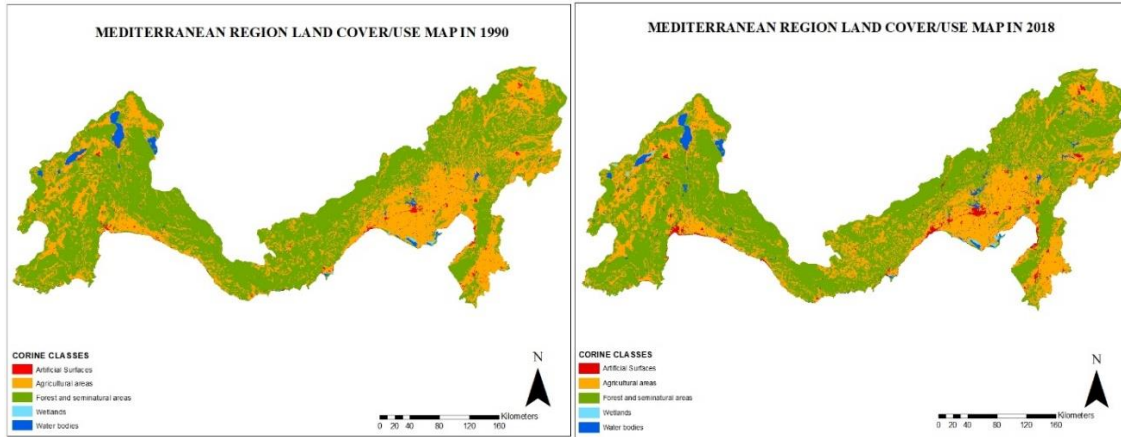 MEDITERRANEAN REGION LAND COVER/USE MAP IN 1990
CORINE CLASSES
Artificial Surfaces
Agricultural areas
Forest and seminatural areas
Wetlands
Water bodies
N
Kilometers
0 20 40 80 120 160
MEDITERRANEAN REGION LAND COVER/USE MAP IN 2018
CORINE CLASSES
Artificial Surfaces
Agricultural areas
Forest and seminatural areas
Wetlands
Water bodies
N
Kilometers
0 20 40 80 120 160